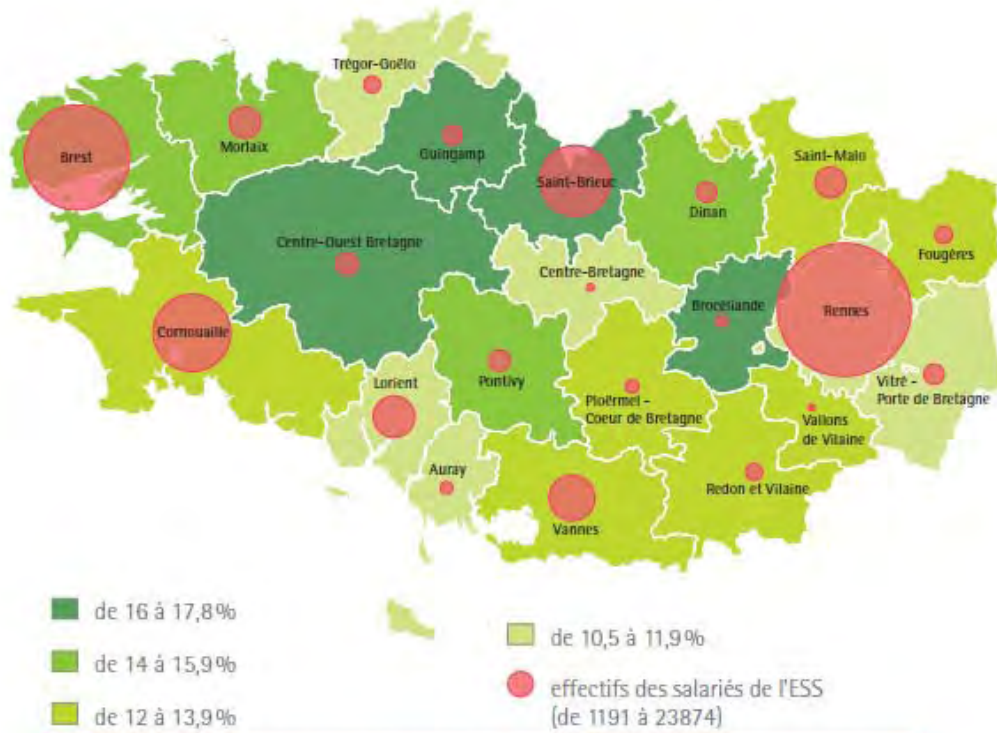 Trégor-Goëlo
Brest
Morlaix
Guingamp
Saint-Brieuc
Saint-Malo
Dinan
Fougères
Centre-Ouest Bretagne
Centre-Bretagne
Brocéliande
Rennes
Cornouaille
Lorient
Pontivy
Ploërmel -
Coeur de Bretagne
Vitré -
Porte de Bretagne
Vallons
de Vilaine
Auray
Vannes
Redon et Vilaine
de 16 à 17,8%
de 14 à 15,9%
de 12 à 13,9%
de 10,5 à 11,9%
effectifs des salariés de l'ESS
(de 1191 à 23874)